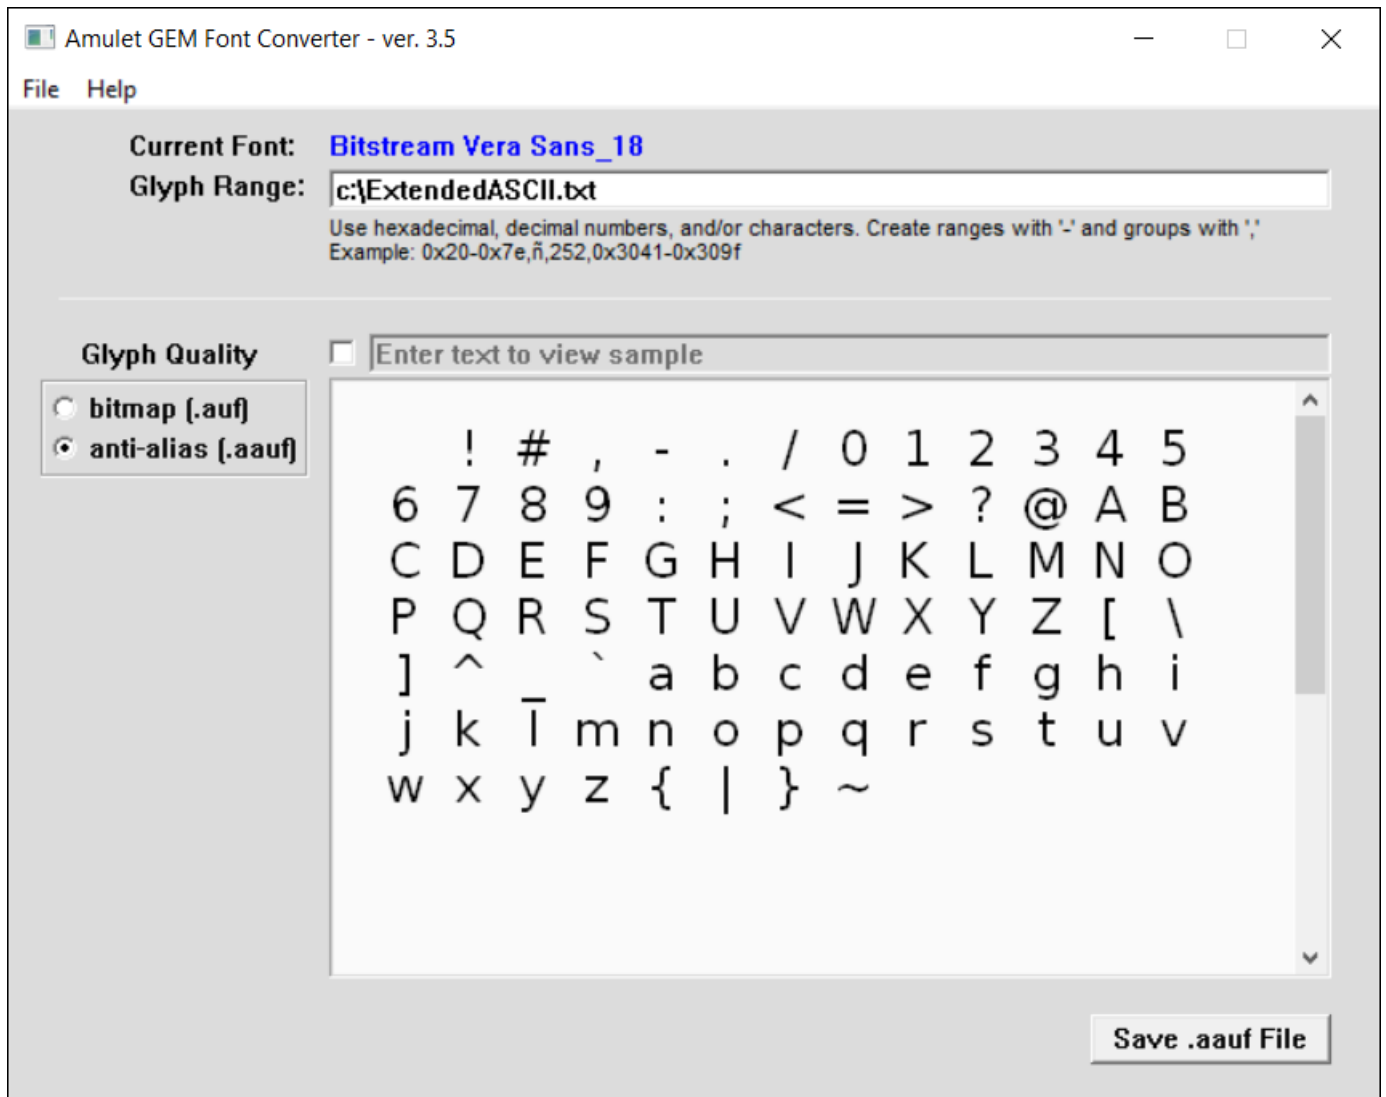 Amulet GEM Font Converter - ver. 3.5
File Help
Current Font: Bitstream Vera Sans_18
Glyph Range: c:\ExtendedASCII.txt
Use hexadecimal, decimal numbers, and/or characters. Create ranges with '-' and groups with ','
Example: 0x20-0x7e,ñ,252,0x3041-0x309f
Glyph Quality
Enter text to view sample
bitmap (.auf)
anti-alias (.aauf)
! # , - . / 0 1 2 3 4 5
6 7 8 9 : ; < = > ? @ A B
C D E F G H I J K L M N O
P Q R S T U V W X Y Z [ \
] ^ _ ` a b c d e f g h i
j k l m n o p q r s t u v
w x y z { | } ~
Save .aauf File